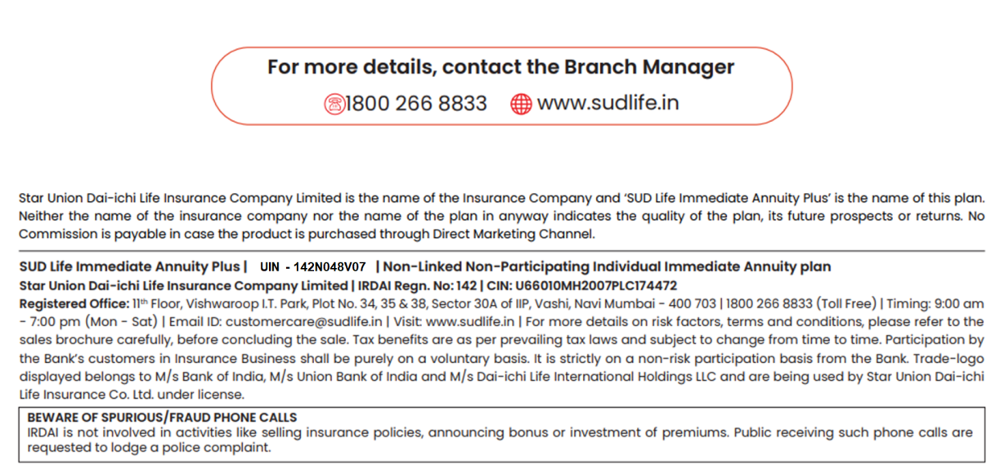 For more details, contact the Branch Manager
1800 266 8833 www.sudlife.in
Star Union Dai-ichi Life Insurance Company Limited is the name of the Insurance Company and ‘SUD Life Immediate Annuity Plus’ is the name of this plan.
Neither the name of the insurance company nor the name of the plan in anyway indicates the quality of the plan, its future prospects or returns. No
Commission is payable in case the product is purchased through Direct Marketing Channel.
SUD Life Immediate Annuity Plus | UIN - 142N048V07 | Non-Linked Non-Participating Individual Immediate Annuity plan
Star Union Dai-ichi Life Insurance Company Limited | IRDAI Regn. No: 142 | CIN: U66010MH2007PLC174472
Registered Office: 11th Floor, Vishwaroop I.T. Park, Plot No. 34, 35 & 38, Sector 30A of IIP, Vashi, Navi Mumbai - 400 703 | 1800 266 8833 (Toll Free) | Timing: 9:00 am
- 7:00 pm (Mon - Sat) | Email ID: customercare@sudlife.in | Visit: www.sudlife.in | For more details on risk factors, terms and conditions, please refer to the
sales brochure carefully, before concluding the sale. Tax benefits are as per prevailing tax laws and subject to change from time to time. Participation by
the Bank’s customers in Insurance Business shall be purely on a voluntary basis. It is strictly on a non-risk participation basis from the Bank. Trade-logo
displayed belongs to M/s Bank of India, M/s Union Bank of India and M/s Dai-ichi Life International Holdings LLC and are being used by Star Union Dai-ichi
Life Insurance Co. Ltd. under license.
BEWARE OF SPURIOUS/FRAUD PHONE CALLS
IRDAI is not involved in activities like selling insurance policies, announcing bonus or investment of premiums. Public receiving such phone calls are
requested to lodge a police complaint.